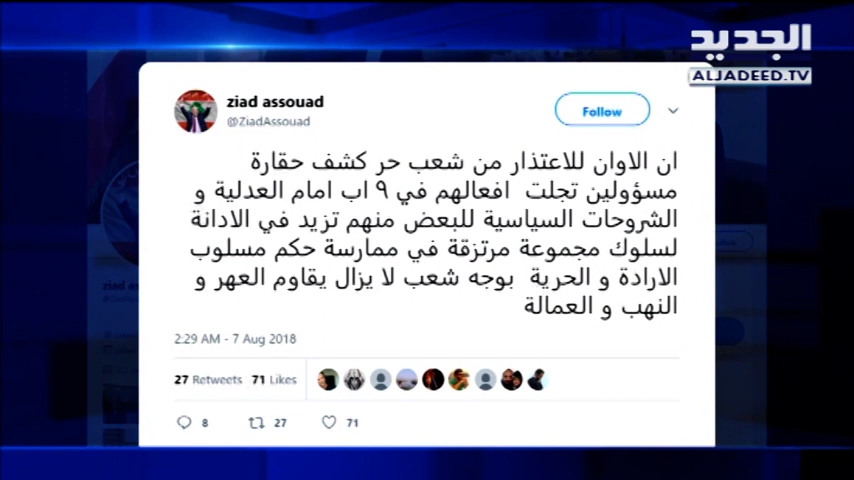 الجديد
ALJADEED.TV
ziad assouad
@ZiadAssouad
Follow
ان الاوان للاعتذار من شعب حر كشف حقارة
مسؤولين تجلت افعالهم في ٩ اب امام العدلية و
الشروحات السياسية للبعض منهم تزيد في الادانة
لسلوك مجموعة مرتزقة في ممارسة حكم مسلوب
الارادة و الحرية بوجه شعب لا يزال يقاوم العهر و
النهب و العمالة
2:29 AM - 7 Aug 2018
27 Retweets 71 Likes
8 27 71